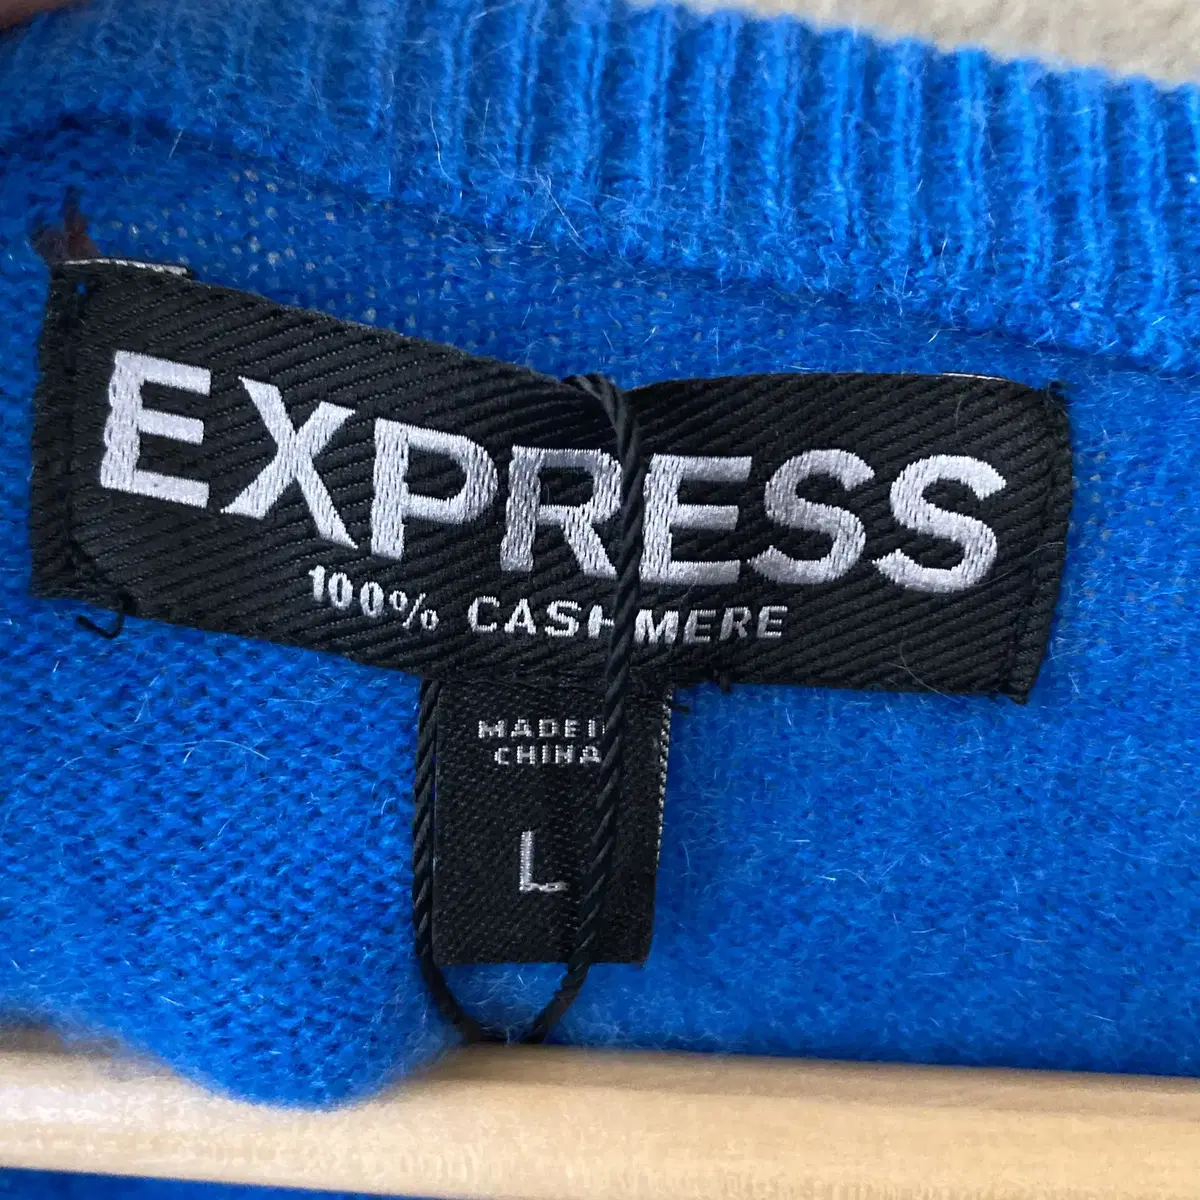 EXPRESS
100% CASHMERE
MADE IN
CHINA
L